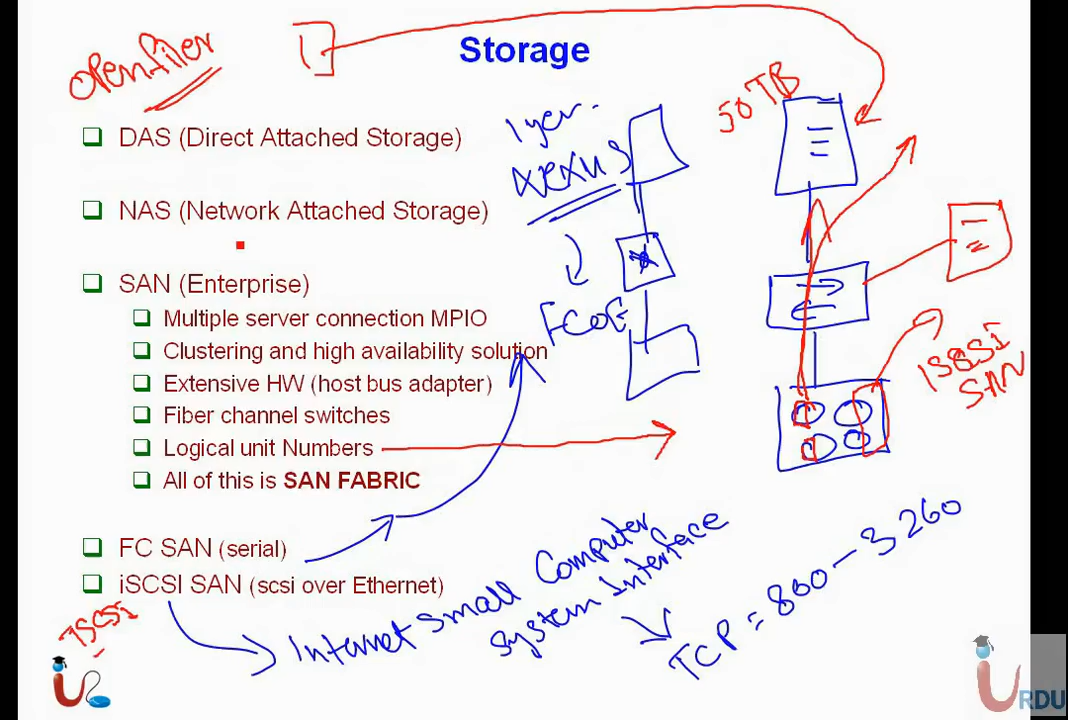 Storage
openfiler
50TB
DAS (Direct Attached Storage)
1yer.
NEXUS
NAS (Network Attached Storage)
SAN (Enterprise)
Multiple server connection MPIO
FCOE
Clustering and high availability solution
Extensive HW (host bus adapter)
Fiber channel switches
Logical unit Numbers
All of this is SAN FABRIC
SAN
FC SAN (serial)
iSCSI SAN (scsi over Ethernet)
ISCSI
Internet Small Computer
System Interface
TCP = 860-3260
URDU